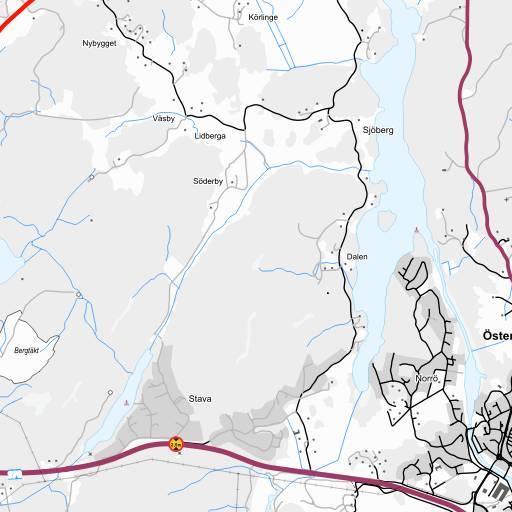 Körlinge
Nybygget
Väsby
Lidberga
Sjöberg
Söderby
Dalen
Öster
Bergtäkt
Norrö
Stava